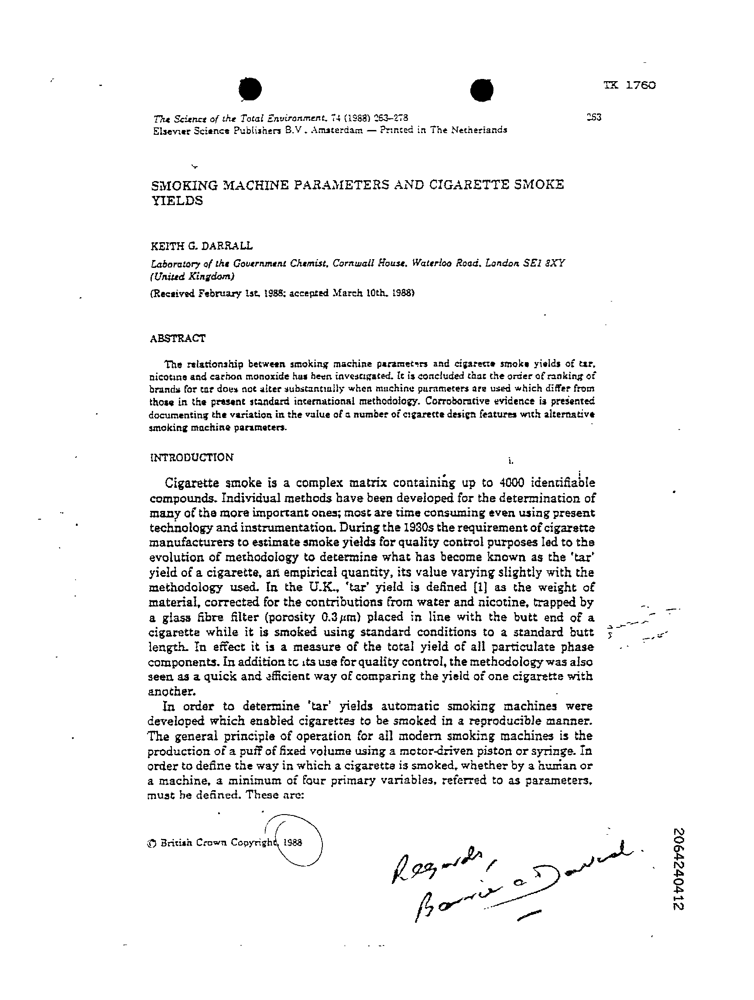 TX 1760
The Science of the Total Environment, 74 (1988) 263–278
263
Elsevier Science Publishers B.V., Amsterdam — Printed in The Netherlands
SMOKING MACHINE PARAMETERS AND CIGARETTE SMOKE
YIELDS
KEITH G. DARRALL
Laboratory of the Government Chemist, Cornwall House, Waterloo Road, London SE1 8XY
(United Kingdom)
(Received February 1st, 1988; accepted March 10th, 1988)
ABSTRACT
The relationship between smoking machine parameters and cigarette smoke yields of tar,
nicotine and carbon monoxide has been investigated. It is concluded that the order of ranking of
brands for tar does not alter substantially when machine parameters are used which differ from
those in the present standard international methodology. Corroborative evidence is presented
documenting the variation in the value of a number of cigarette design features with alternative
smoking machine parameters.
INTRODUCTION
Cigarette smoke is a complex matrix containing up to 4000 identifiable
compounds. Individual methods have been developed for the determination of
many of the more important ones; most are time consuming even using present
technology and instrumentation. During the 1930s the requirement of cigarette
manufacturers to estimate smoke yields for quality control purposes led to the
evolution of methodology to determine what has become known as the 'tar'
yield of a cigarette, an empirical quantity, its value varying slightly with the
methodology used. In the U.K., 'tar' yield is defined [1] as the weight of
material, corrected for the contributions from water and nicotine, trapped by
a glass fibre filter (porosity 0.3 μm) placed in line with the butt end of a
cigarette while it is smoked using standard conditions to a standard butt
length. In effect it is a measure of the total yield of all particulate phase
components. In addition to its use for quality control, the methodology was also
seen as a quick and efficient way of comparing the yield of one cigarette with
another.
In order to determine 'tar' yields automatic smoking machines were
developed which enabled cigarettes to be smoked in a reproducible manner.
The general principle of operation for all modern smoking machines is the
production of a puff of fixed volume using a motor-driven piston or syringe. In
order to define the way in which a cigarette is smoked, whether by a human or
a machine, a minimum of four primary variables, referred to as parameters,
must be defined. These are:
© British Crown Copyright, 1988
Regards,
2064240412